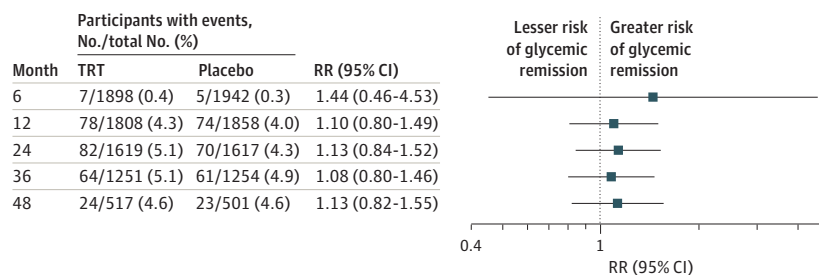 Participants with events,
No./total No. (%)
Month TRT Placebo RR (95% CI)
6 7/1898 (0.4) 5/1942 (0.3) 1.44 (0.46-4.53)
12 78/1808 (4.3) 74/1858 (4.0) 1.10 (0.80-1.49)
24 82/1619 (5.1) 70/1617 (4.3) 1.13 (0.84-1.52)
36 64/1251 (5.1) 61/1254 (4.9) 1.08 (0.80-1.46)
48 24/517 (4.6) 23/501 (4.6) 1.13 (0.82-1.55)
Lesser risk
of glycemic
remission
Greater risk
of glycemic
remission
0.4 1
RR (95% CI)